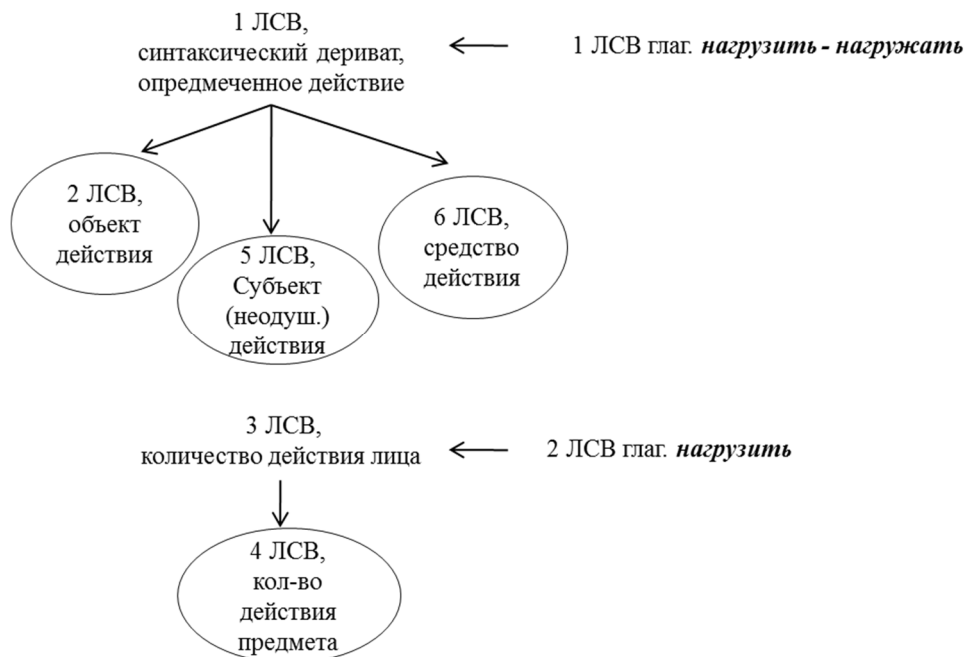 1 ЛСВ,
синтаксический дериват,
опредмеченное действие
1 ЛСВ глаг. нагрузить - нагружать
2 ЛСВ,
объект
действия
5 ЛСВ,
Субъект
(неодуш.)
действия
6 ЛСВ,
средство
действия
3 ЛСВ,
количество действия лица
2 ЛСВ глаг. нагрузить
4 ЛСВ,
кол-во
действия
предмета